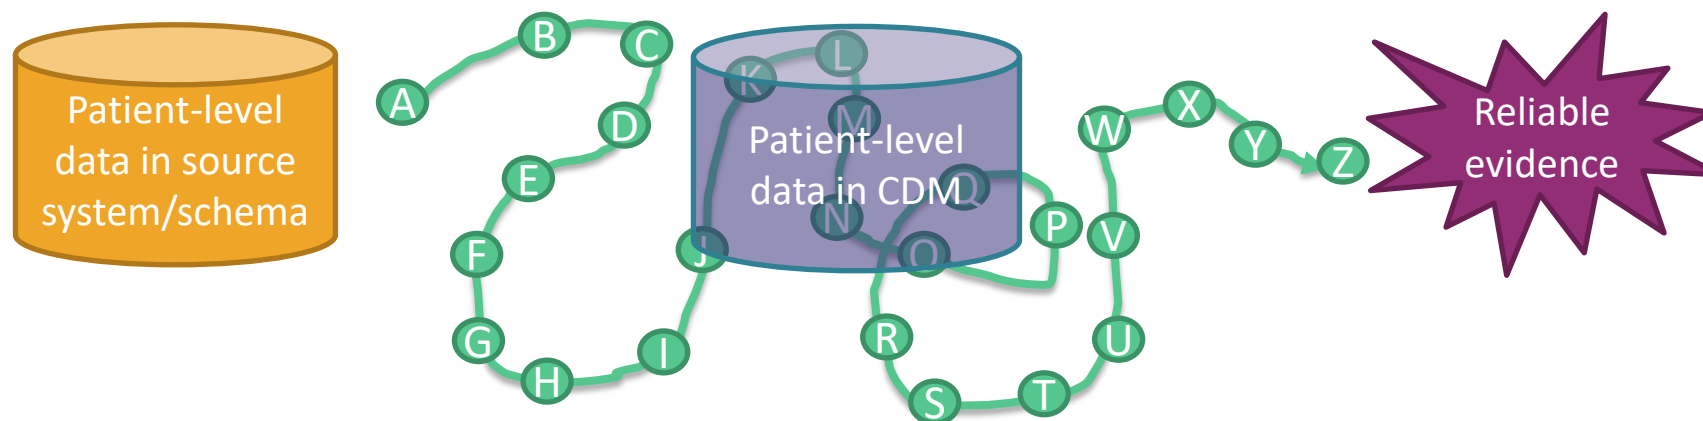 Patient-level
data in source
system/schema
A
B
C
D
E
F
G
H
I
J
K
L
M
N
O
P
Q
R
S
T
U
V
W
X
Y
Z
Patient-level
data in CDM
Reliable
evidence